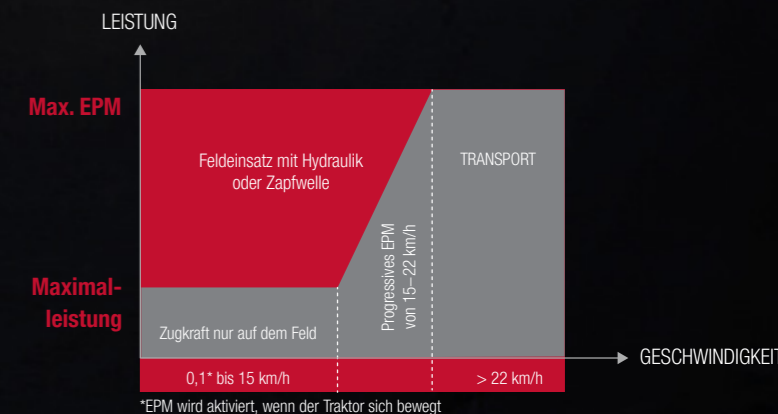 LEISTUNG
Max. EPM
Feldeinsatz mit Hydraulik
oder Zapfwelle
TRANSPORT
Progressives EPM
von 15–22 km/h
Maximal-
leistung
Zugkraft nur auf dem Feld
GESCHWINDIGKEIT
0,1* bis 15 km/h
> 22 km/h
*EPM wird aktiviert, wenn der Traktor sich bewegt